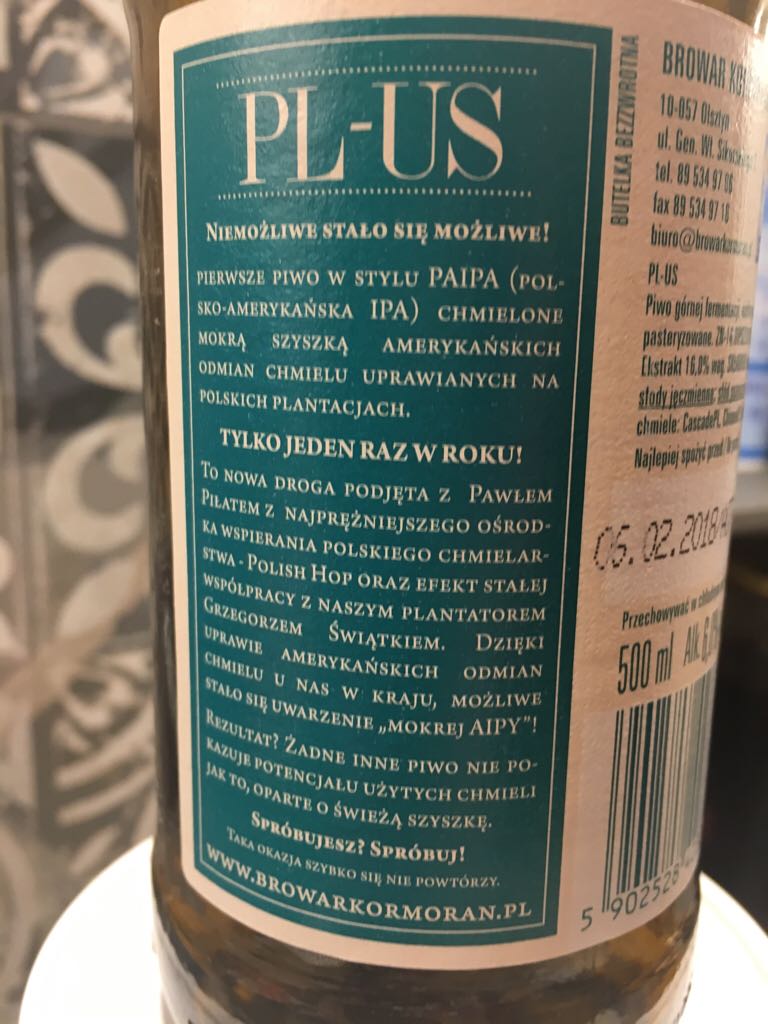 PL-US
Niemożliwe stało się możliwe!
pierwsze piwo w stylu PAIPA (pol-
sko-amerykańska IPA) chmielone
mokrą szyszką amerykańskich
odmian chmielu uprawianych na
polskich plantacjach.
TYLKO JEDEN RAZ W ROKU!
To nowa droga podjęta z Pawłem
Piłatem z najprężniejszego ośrod-
ka wspierania polskiego chmielar-
stwa - Polish Hop oraz efekt stałej
współpracy z naszym plantatorem
Grzegorzem Świątkiem. Dzięki
uprawie amerykańskich odmian
chmielu u nas w kraju, możliwe
stało się uwarzenie „mokrej AIPY”!
Rezultat? Żadne inne piwo nie po-
kazuje potencjału użytych chmieli
jak to, oparte o świeżą szyszkę.
Spróbujesz? Spróbuj!
Taka okazja szybko się nie powtórzy.
www.browarkormoran.pl
BUTELKA BEZZWROTNA
BROWAR
10-057 Olsztyn
ul. Gen. Wł.
tel. 89 534 97 06
fax 89 534 97 18
PL-US
Piwo górnej fermentacji
pasteryzowane.
Ekstrakt 16,0% wag.
słody jęczmienne,
chmiele: CascadePL,
Najlepiej spożyć przed:
06.02.2018/
Przechowywać w
500 ml Alk.
5 902528